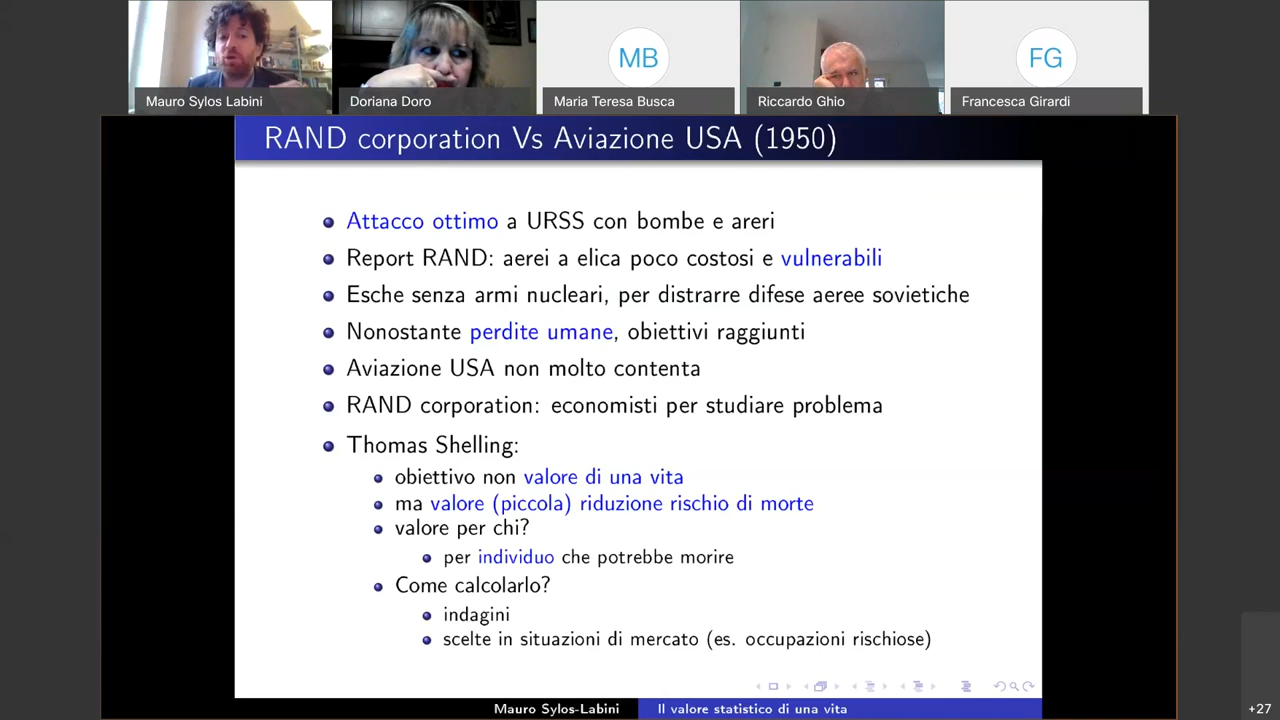 Mauro Sylos Labini
Doriana Doro
MB
Maria Teresa Busca
Riccardo Ghio
FG
Francesca Girardi
RAND corporation Vs Aviazione USA (1950)
Attacco ottimo a URSS con bombe e areri
Report RAND: aerei a elica poco costosi e vulnerabili
Esche senza armi nucleari, per distrarre difese aeree sovietiche
Nonostante perdite umane, obiettivi raggiunti
Aviazione USA non molto contenta
RAND corporation: economisti per studiare problema
Thomas Shelling:
obiettivo non valore di una vita
ma valore (piccola) riduzione rischio di morte
valore per chi?
per individuo che potrebbe morire
Come calcolarlo?
indagini
scelte in situazioni di mercato (es. occupazioni rischiose)
Mauro Sylos-Labini
Il valore statistico di una vita
+27